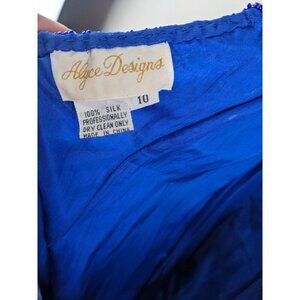 Alyce Designs
10
100% SILK
PROFESSIONALLY
DRY CLEAN ONLY
MADE IN CHINA